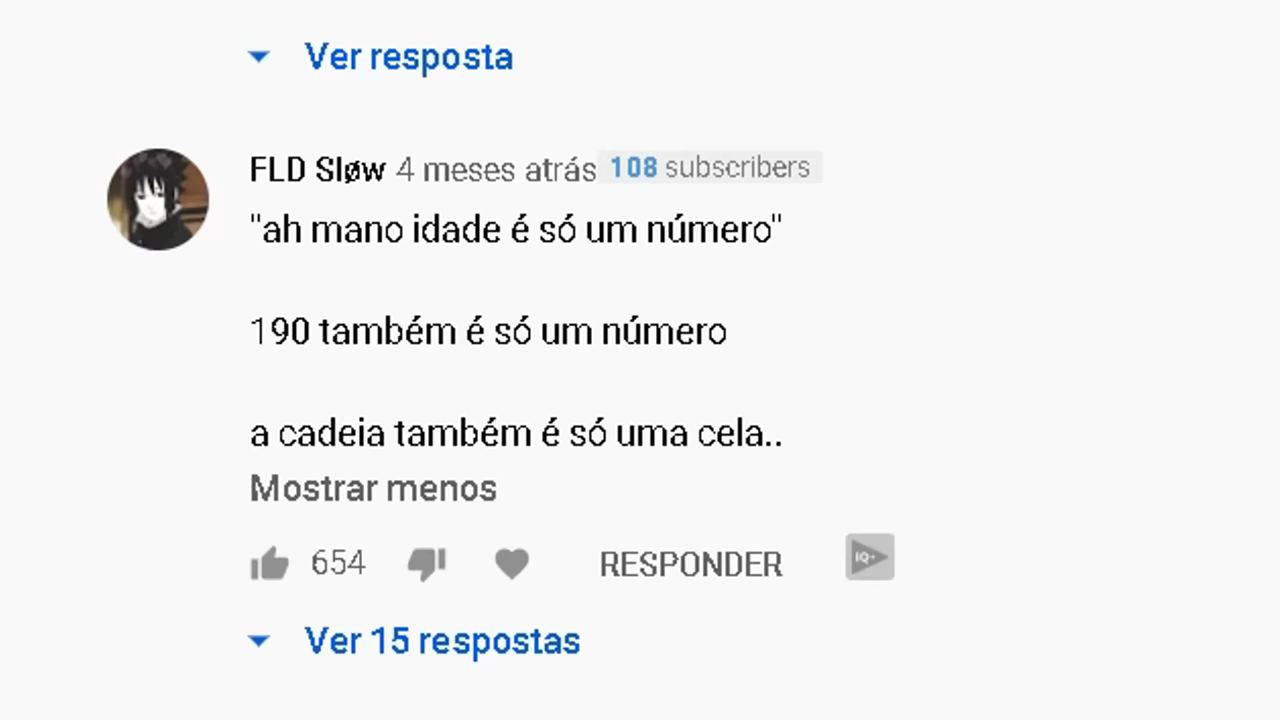 Ver resposta
FLD Sløw 4 meses atrás 108 subscribers
"ah mano idade é só um número"
190 também é só um número
a cadeia também é só uma cela..
Mostrar menos
654 RESPONDER IQ+
Ver 15 respostas